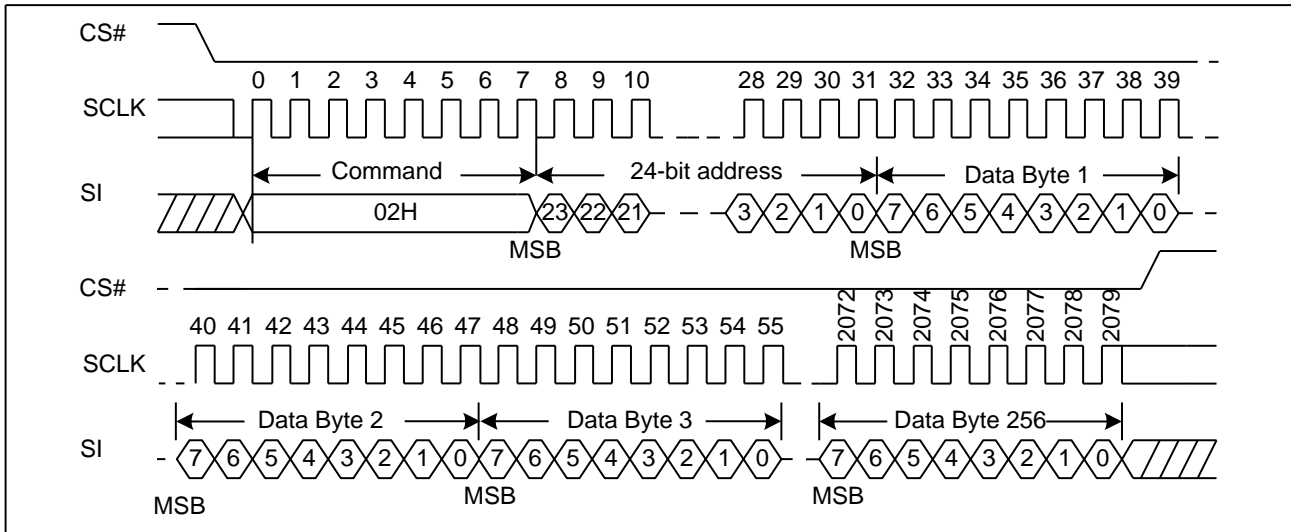 CS#
0 1 2 3 4 5 6 7 8 9 10 28 29 30 31 32 33 34 35 36 37 38 39
SCLK
Command 24-bit address Data Byte 1
SI
02H 23 22 21 3 2 1 0 7 6 5 4 3 2 1 0
MSB MSB
CS#
40 41 42 43 44 45 46 47 48 49 50 51 52 53 54 55 2072 2073 2074 2075 2076 2077 2078 2079
SCLK
Data Byte 2 Data Byte 3 Data Byte 256
SI
7 6 5 4 3 2 1 0 7 6 5 4 3 2 1 0 7 6 5 4 3 2 1 0
MSB MSB MSB